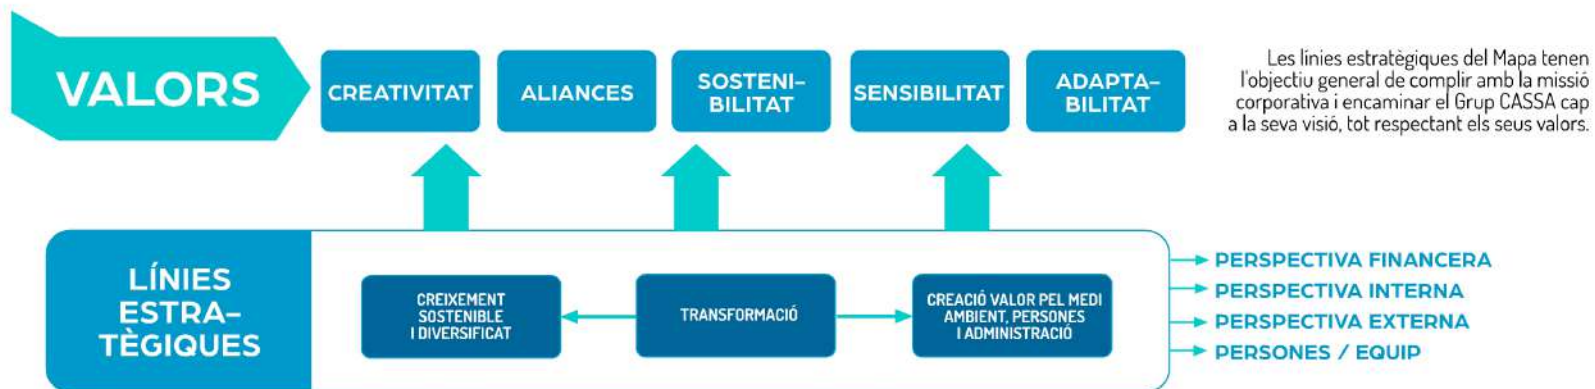 VALORS
CREATIVITAT
ALIANCES
SOSTENI-
BILITAT
SENSIBILITAT
ADAPTA-
BILITAT
Les línies estratègiques del Mapa tenen
l'objectiu general de complir amb la missió
corporativa i encaminar el Grup CASSA cap
a la seva visió, tot respectant els seus valors.
LÍNIES
ESTRA-
TÈGIQUES
CREIXEMENT
SOSTENIBLE
I DIVERSIFICAT
TRANSFORMACIÓ
CREACIÓ VALOR PEL MEDI
AMBIENT, PERSONES
I ADMINISTRACIÓ
PERSPECTIVA FINANCERA
PERSPECTIVA INTERNA
PERSPECTIVA EXTERNA
PERSONES / EQUIP